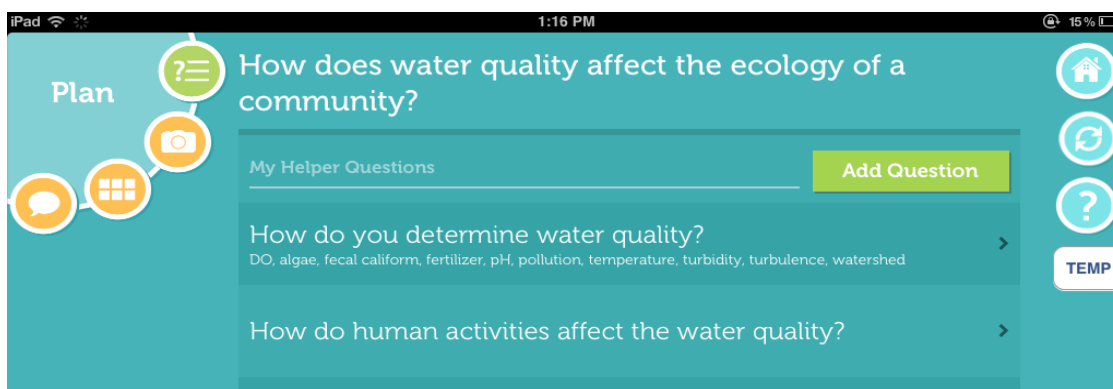 iPad 1:16 PM 15%
Plan
?
How does water quality affect the ecology of a
community?
My Helper Questions
Add Question
How do you determine water quality?
DO, algae, fecal caliform, fertilizer, pH, pollution, temperature, turbidity, turbulence, watershed
How do human activities affect the water quality?
?
TEMP